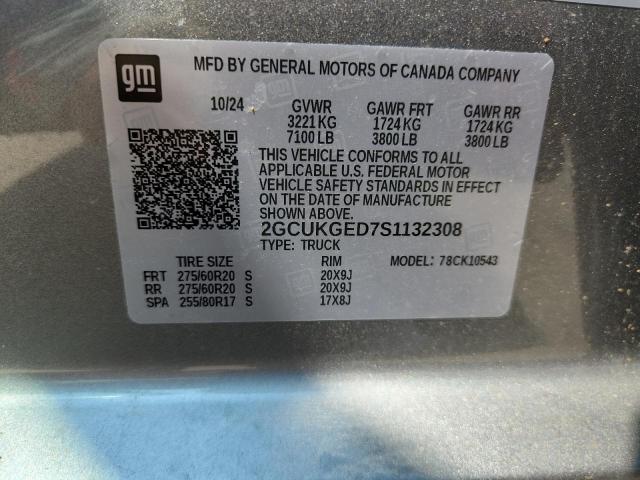 gm
MFD BY GENERAL MOTORS OF CANADA COMPANY
10/24 GVWR GAWR FRT GAWR RR
3221 KG 1724 KG 1724 KG
7100 LB 3800 LB 3800 LB
THIS VEHICLE CONFORMS TO ALL
APPLICABLE U.S. FEDERAL MOTOR
VEHICLE SAFETY STANDARDS IN EFFECT
ON THE DATE OF MANUFACTURE
SHOWN ABOVE.
2GCUKGED7S1132308
TYPE: TRUCK
TIRE SIZE RIM MODEL: 78CK10543
FRT 275/60R20 S 20X9J
RR 275/60R20 S 20X9J
SPA 255/80R17 S 17X8J